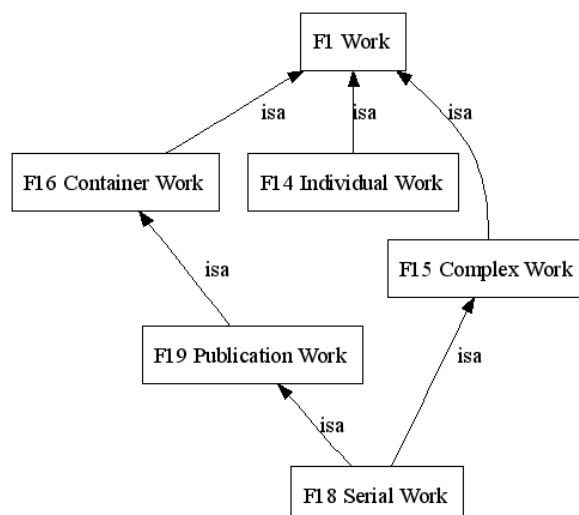 F1 Work
isa
isa
isa
F16 Container Work
F14 Individual Work
F15 Complex Work
isa
F19 Publication Work
isa
isa
F18 Serial Work